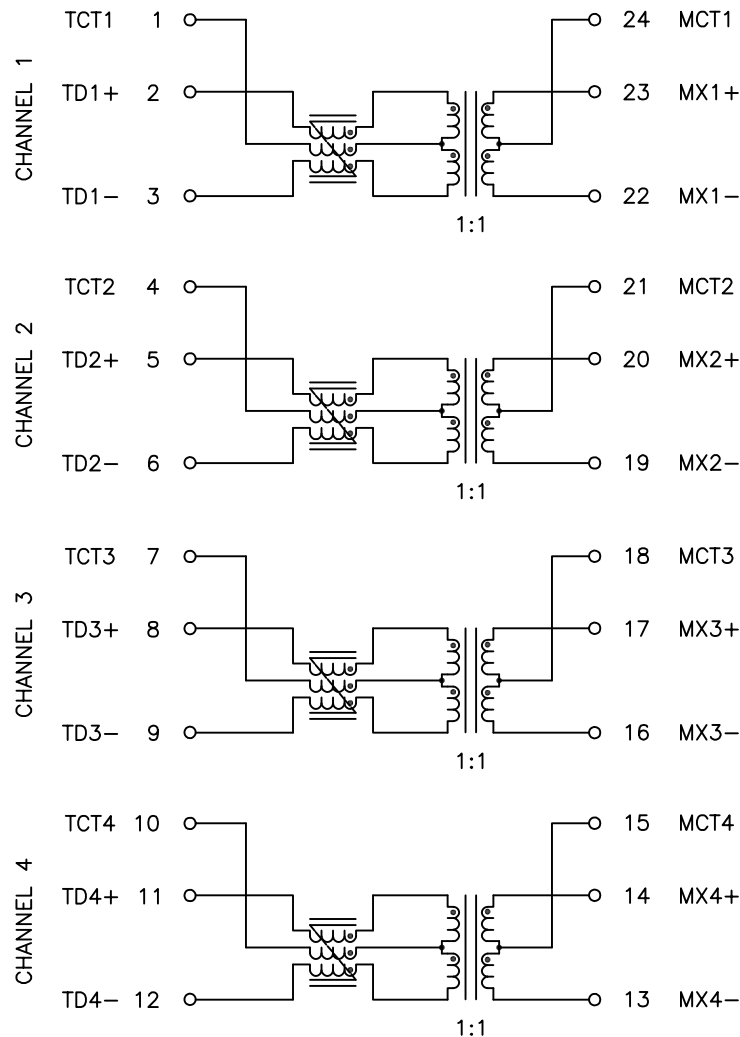 CHANNEL 1
TCT1 1 24 MCT1
TD1+ 2 23 MX1+
TD1− 3 22 MX1−
1:1
CHANNEL 2
TCT2 4 21 MCT2
TD2+ 5 20 MX2+
TD2− 6 19 MX2−
1:1
CHANNEL 3
TCT3 7 18 MCT3
TD3+ 8 17 MX3+
TD3− 9 16 MX3−
1:1
CHANNEL 4
TCT4 10 15 MCT4
TD4+ 11 14 MX4+
TD4− 12 13 MX4−
1:1